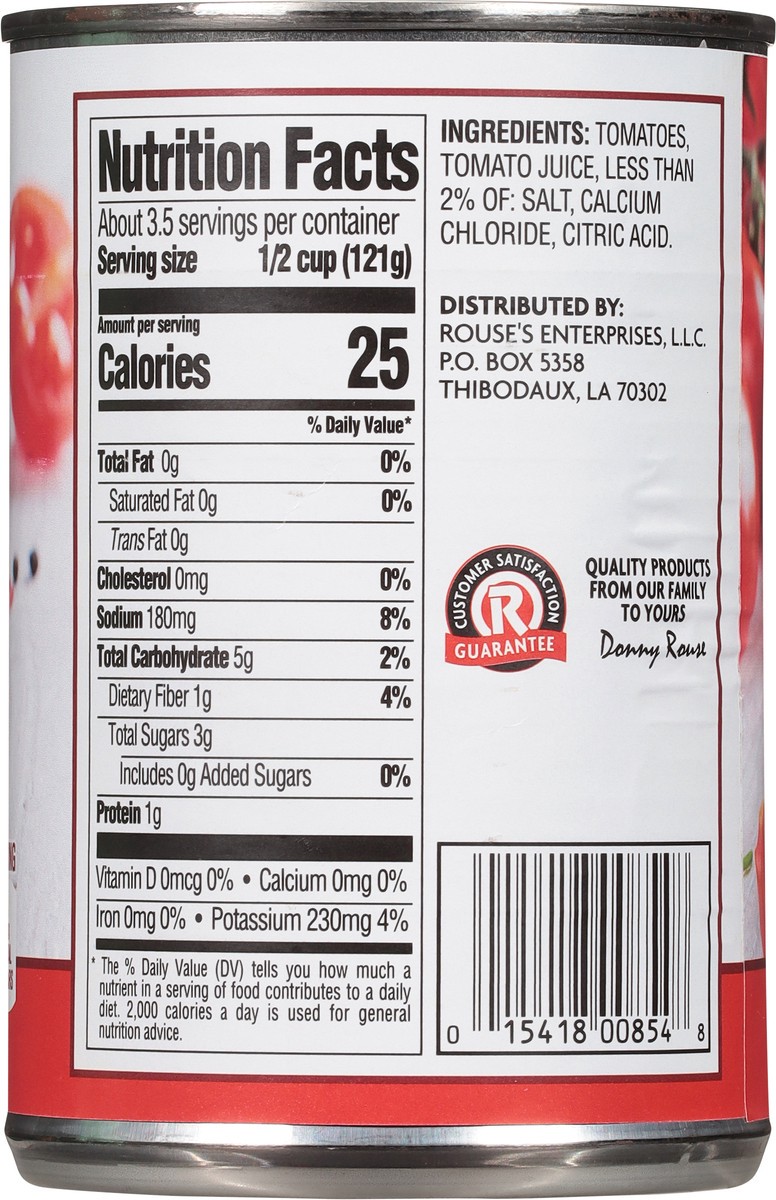 Nutrition Facts
About 3.5 servings per container
Serving size 1/2 cup (121g)
Amount per serving
Calories 25
% Daily Value*
Total Fat 0g 0%
Saturated Fat 0g 0%
Trans Fat 0g
Cholesterol 0mg 0%
Sodium 180mg 8%
Total Carbohydrate 5g 2%
Dietary Fiber 1g 4%
Total Sugars 3g
Includes 0g Added Sugars 0%
Protein 1g
Vitamin D 0mcg 0% • Calcium 0mg 0%
Iron 0mg 0% • Potassium 230mg 4%
* The % Daily Value (DV) tells you how much a
nutrient in a serving of food contributes to a daily
diet. 2,000 calories a day is used for general
nutrition advice.
INGREDIENTS: TOMATOES,
TOMATO JUICE, LESS THAN
2% OF: SALT, CALCIUM
CHLORIDE, CITRIC ACID.
DISTRIBUTED BY:
ROUSE'S ENTERPRISES, L.L.C.
P.O. BOX 5358
THIBODAUX, LA 70302
CUSTOMER SATISFACTION
R
GUARANTEE
QUALITY PRODUCTS
FROM OUR FAMILY
TO YOURS
Donny Rouse
0 15418 00854 8